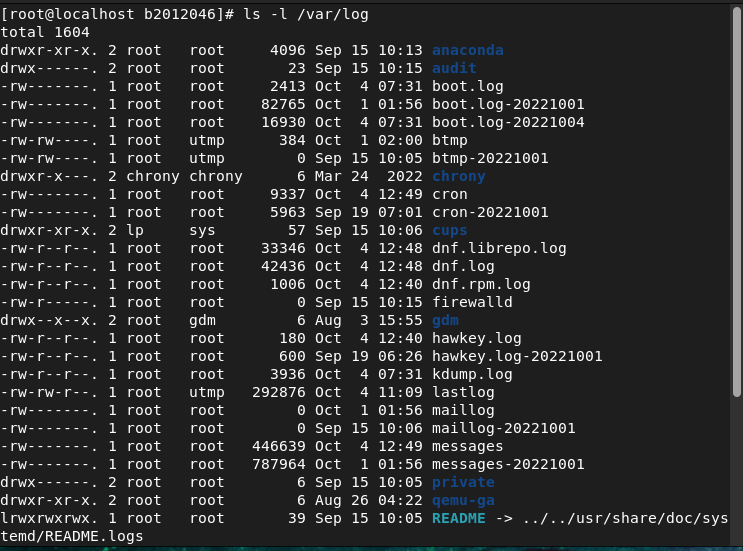 [root@localhost b2012046]# ls -l /var/log
total 1604
drwxr-xr-x. 2 root   root     4096 Sep 15 10:13 anaconda
drwx------. 2 root   root       23 Sep 15 10:15 audit
-rw-------. 1 root   root     2413 Oct  4 07:31 boot.log
-rw-------. 1 root   root    82765 Oct  1 01:56 boot.log-20221001
-rw-------. 1 root   root    16930 Oct  4 07:31 boot.log-20221004
-rw-rw----. 1 root   utmp      384 Oct  1 02:00 btmp
-rw-rw----. 1 root   utmp        0 Sep 15 10:05 btmp-20221001
drwxr-x---. 2 chrony chrony      6 Mar 24  2022 chrony
-rw-------. 1 root   root     9337 Oct  4 12:49 cron
-rw-------. 1 root   root     5963 Sep 19 07:01 cron-20221001
drwxr-xr-x. 2 lp     sys        57 Sep 15 10:06 cups
-rw-r--r--. 1 root   root    33346 Oct  4 12:48 dnf.librepo.log
-rw-r--r--. 1 root   root    42436 Oct  4 12:48 dnf.log
-rw-r--r--. 1 root   root     1006 Oct  4 12:40 dnf.rpm.log
-rw-r-----. 1 root   root        0 Sep 15 10:15 firewalld
drwx--x--x. 2 root   gdm         6 Aug  3 15:55 gdm
-rw-r--r--. 1 root   root      180 Oct  4 12:40 hawkey.log
-rw-r--r--. 1 root   root      600 Sep 19 06:26 hawkey.log-20221001
-rw-r--r--. 1 root   root     3936 Oct  4 07:31 kdump.log
-rw-rw-r--. 1 root   utmp   292876 Oct  4 11:09 lastlog
-rw-------. 1 root   root        0 Oct  1 01:56 maillog
-rw-------. 1 root   root        0 Sep 15 10:06 maillog-20221001
-rw-------. 1 root   root   446639 Oct  4 12:49 messages
-rw-------. 1 root   root   787964 Oct  1 01:56 messages-20221001
drwx------. 2 root   root        6 Sep 15 10:05 private
drwxr-xr-x. 2 root   root        6 Aug 26 04:22 qemu-ga
lrwxrwxrwx. 1 root   root       39 Sep 15 10:05 README -> ../../usr/share/doc/sys
temd/README.logs